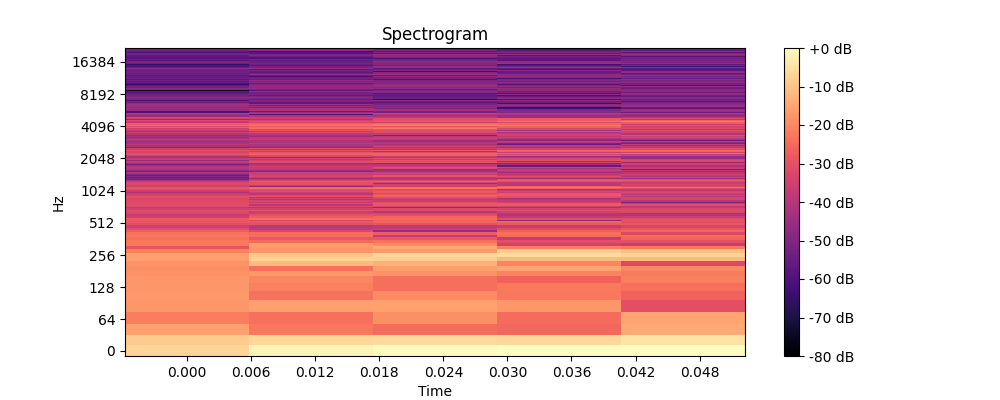 Spectrogram
16384
8192
4096
2048
1024
512
256
128
64
0
Hz
0.000 0.006 0.012 0.018 0.024 0.030 0.036 0.042 0.048
Time
+0 dB
-10 dB
-20 dB
-30 dB
-40 dB
-50 dB
-60 dB
-70 dB
-80 dB